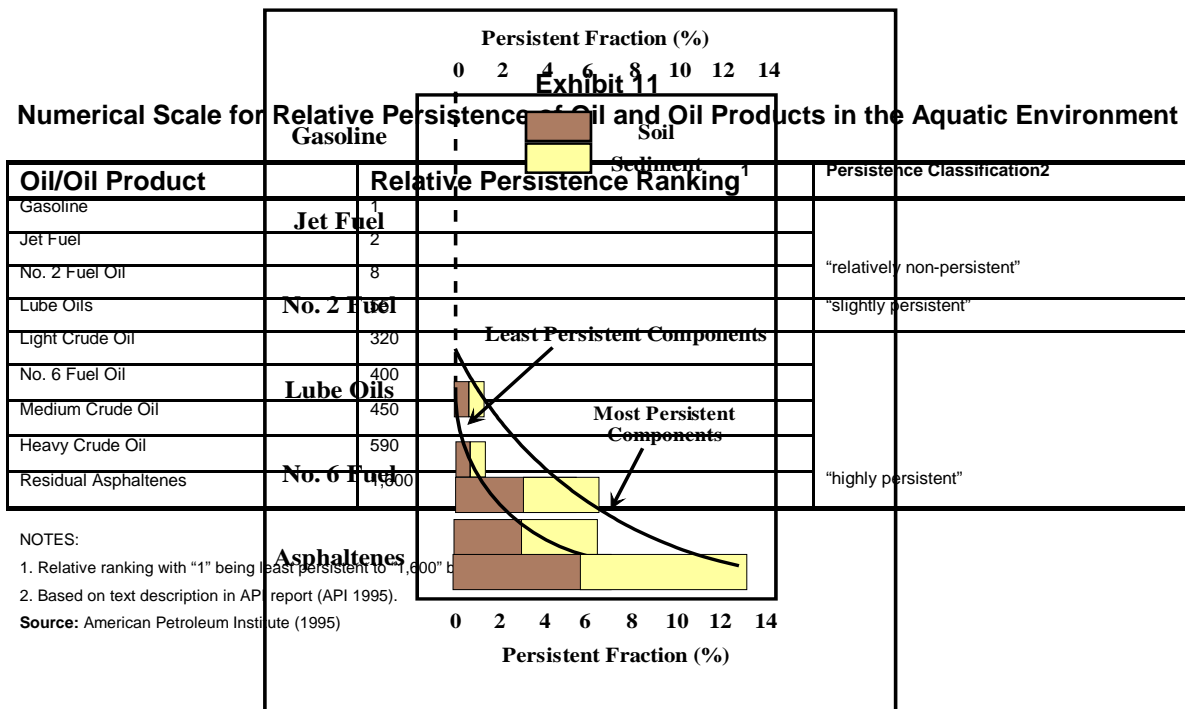 Persistent Fraction (%)
0 2 4 6 8 10 12 14
Exhibit 11
Numerical Scale for Relative Persistence of Oil and Oil Products in the Aquatic Environment
Gasoline
Soil
Sediment
Oil/Oil Product Relative Persistence Ranking1 Persistence Classification2
Gasoline 1
Jet Fuel
Jet Fuel 2
No. 2 Fuel Oil 8 “relatively non-persistent”
No. 2 Fuel
Lube Oils “slightly persistent”
Light Crude Oil 320
Least Persistent Components
No. 6 Fuel Oil 400
Lube Oils
Medium Crude Oil 450
Most Persistent
Components
Heavy Crude Oil 590
No. 6 Fuel
Residual Asphaltenes 1,600 “highly persistent”
NOTES:
Asphaltenes
1. Relative ranking with “1” being least persistent to “1,600” b
2. Based on text description in API report (API 1995).
Source: American Petroleum Institute (1995)
0 2 4 6 8 10 12 14
Persistent Fraction (%)